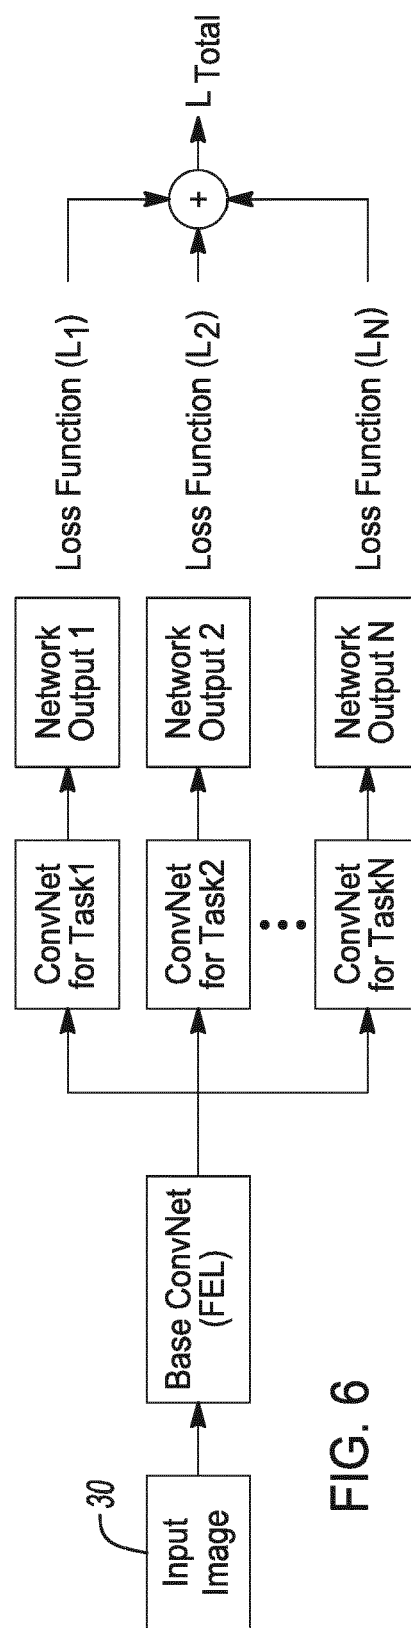 30
Input
Image
Base ConvNet
(FEL)
ConvNet
for Task1
Network
Output 1
Loss Function (L1)
ConvNet
for Task2
Network
Output 2
Loss Function (L2)
ConvNet
for TaskN
Network
Output N
Loss Function (LN)
+
L Total
FIG. 6